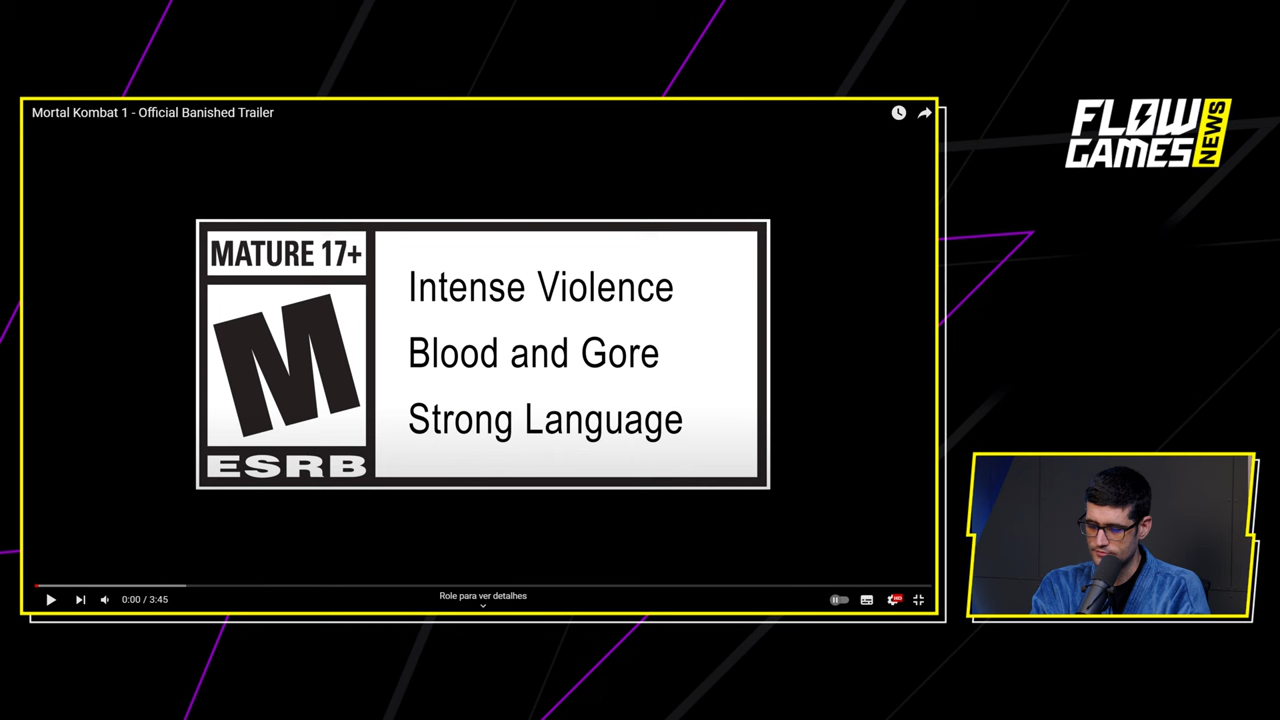 Mortal Kombat 1 - Official Banished Trailer
FLOW
GAMES
NEWS
MATURE 17+
M
ESRB
Intense Violence
Blood and Gore
Strong Language
0:00 / 3:45
Role para ver detalhes
HD